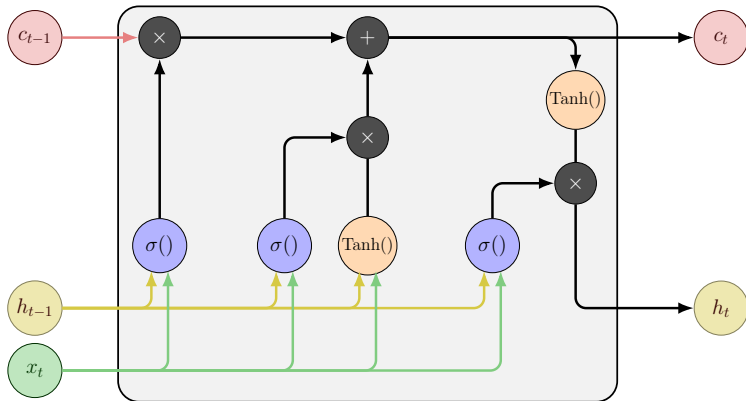 c_{t-1}
×
+
c_t
Tanh()
×
×
σ()
σ()
Tanh()
σ()
h_{t-1}
h_t
x_t